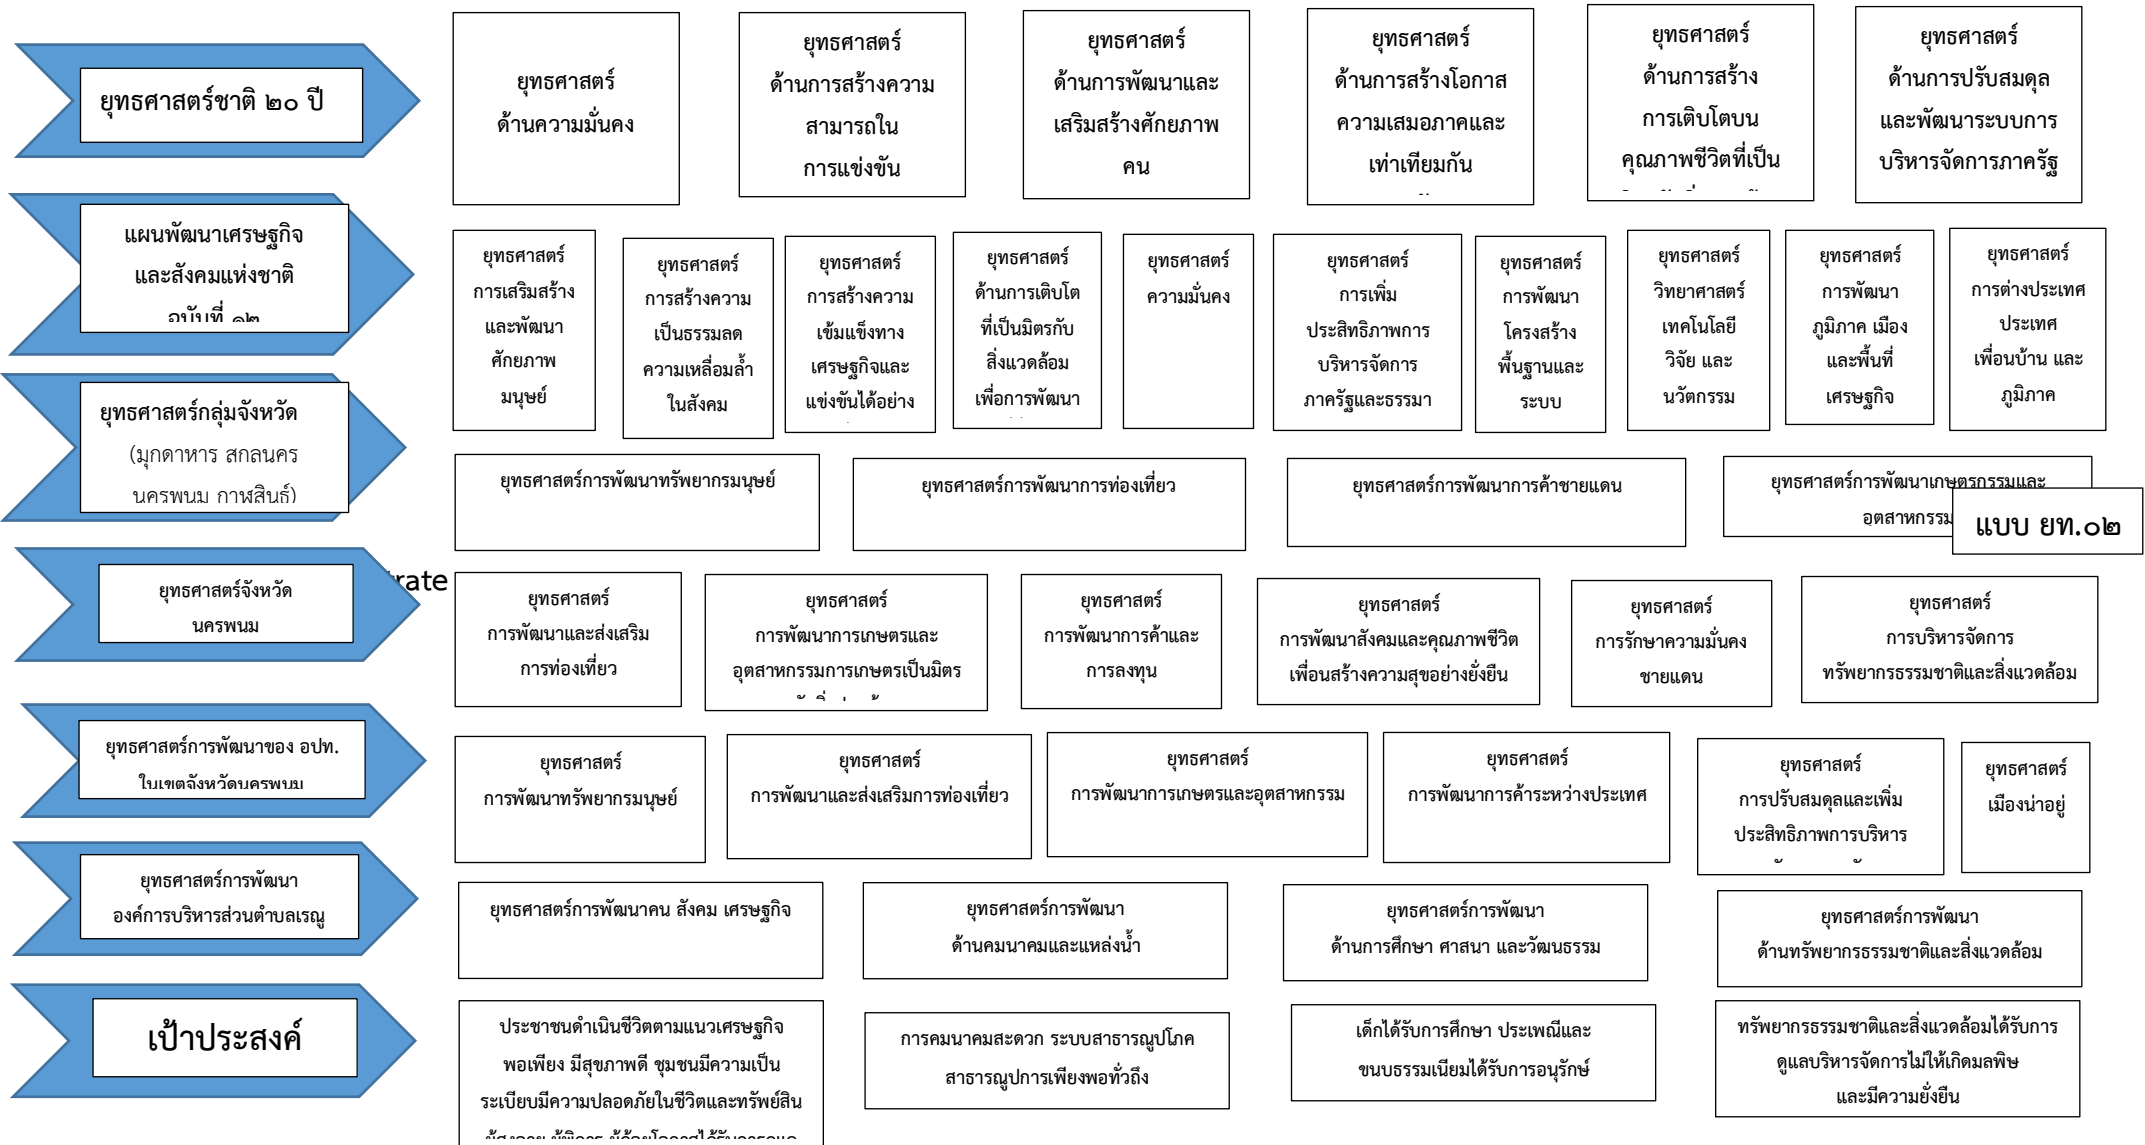 ยุทธศาสตร์ชาติ ๒๐ ปี
ยุทธศาสตร์
ด้านความมั่นคง
ยุทธศาสตร์
ด้านการสร้างความ
สามารถใน
การแข่งขัน
ยุทธศาสตร์
ด้านการพัฒนาและ
เสริมสร้างศักยภาพ
คน
ยุทธศาสตร์
ด้านการสร้างโอกาส
ความเสมอภาคและ
เท่าเทียมกัน
ยุทธศาสตร์
ด้านการสร้าง
การเติบโตบน
คุณภาพชีวิตที่เป็น
ยุทธศาสตร์
ด้านการปรับสมดุล
และพัฒนาระบบการ
บริหารจัดการภาครัฐ
แผนพัฒนาเศรษฐกิจ
และสังคมแห่งชาติ
ฉบับที่ ๑๒
ยุทธศาสตร์
การเสริมสร้าง
และพัฒนา
ศักยภาพ
มนุษย์
ยุทธศาสตร์
การสร้างความ
เป็นธรรมลด
ความเหลื่อมล้ำ
ในสังคม
ยุทธศาสตร์
การสร้างความ
เข้มแข็งทาง
เศรษฐกิจและ
แข่งขันได้อย่าง
ยุทธศาสตร์
ด้านการเติบโต
ที่เป็นมิตรกับ
สิ่งแวดล้อม
เพื่อการพัฒนา
ยุทธศาสตร์
ความมั่นคง
ยุทธศาสตร์
การเพิ่ม
ประสิทธิภาพการ
บริหารจัดการ
ภาครัฐและธรรมา
ยุทธศาสตร์
การพัฒนา
โครงสร้าง
พื้นฐานและ
ระบบ
ยุทธศาสตร์
วิทยาศาสตร์
เทคโนโลยี
วิจัย และ
นวัตกรรม
ยุทธศาสตร์
การพัฒนา
ภูมิภาค เมือง
และพื้นที่
เศรษฐกิจ
ยุทธศาสตร์
การต่างประเทศ
ประเทศ
เพื่อนบ้าน และ
ภูมิภาค
ยุทธศาสตร์กลุ่มจังหวัด
(มุกดาหาร สกลนคร
นครพนม กาฬสินธุ์)
ยุทธศาสตร์การพัฒนาทรัพยากรมนุษย์
ยุทธศาสตร์การพัฒนาการท่องเที่ยว
ยุทธศาสตร์การพัฒนาการค้าชายแดน
ยุทธศาสตร์การพัฒนาเกษตรกรรมและ
อุตสาหกรรม
แบบ ยท.๐๒
rate
ยุทธศาสตร์จังหวัด
นครพนม
ยุทธศาสตร์
การพัฒนาและส่งเสริม
การท่องเที่ยว
ยุทธศาสตร์
การพัฒนาการเกษตรและ
อุตสาหกรรมการเกษตรเป็นมิตร
ยุทธศาสตร์
การพัฒนาการค้าและ
การลงทุน
ยุทธศาสตร์
การพัฒนาสังคมและคุณภาพชีวิต
เพื่อนสร้างความสุขอย่างยั่งยืน
ยุทธศาสตร์
การรักษาความมั่นคง
ชายแดน
ยุทธศาสตร์
การบริหารจัดการ
ทรัพยากรธรรมชาติและสิ่งแวดล้อม
ยุทธศาสตร์การพัฒนาของ อปท.
ในเขตจังหวัดนครพนม
ยุทธศาสตร์
การพัฒนาทรัพยากรมนุษย์
ยุทธศาสตร์
การพัฒนาและส่งเสริมการท่องเที่ยว
ยุทธศาสตร์
การพัฒนาการเกษตรและอุตสาหกรรม
ยุทธศาสตร์
การพัฒนาการค้าระหว่างประเทศ
ยุทธศาสตร์
การปรับสมดุลและเพิ่ม
ประสิทธิภาพการบริหาร
ยุทธศาสตร์
เมืองน่าอยู่
ยุทธศาสตร์การพัฒนา
องค์การบริหารส่วนตำบลเรณู
ยุทธศาสตร์การพัฒนาคน สังคม เศรษฐกิจ
ยุทธศาสตร์การพัฒนา
ด้านคมนาคมและแหล่งน้ำ
ยุทธศาสตร์การพัฒนา
ด้านการศึกษา ศาสนา และวัฒนธรรม
ยุทธศาสตร์การพัฒนา
ด้านทรัพยากรธรรมชาติและสิ่งแวดล้อม
เป้าประสงค์
ประชาชนดำเนินชีวิตตามแนวเศรษฐกิจ
พอเพียง มีสุขภาพดี ชุมชนมีความเป็น
ระเบียบมีความปลอดภัยในชีวิตและทรัพย์สิน
การคมนาคมสะดวก ระบบสาธารณูปโภค
สาธารณูปการเพียงพอทั่วถึง
เด็กได้รับการศึกษา ประเพณีและ
ขนบธรรมเนียมได้รับการอนุรักษ์
ทรัพยากรธรรมชาติและสิ่งแวดล้อมได้รับการ
ดูแลบริหารจัดการไม่ให้เกิดมลพิษ
และมีความยั่งยืน